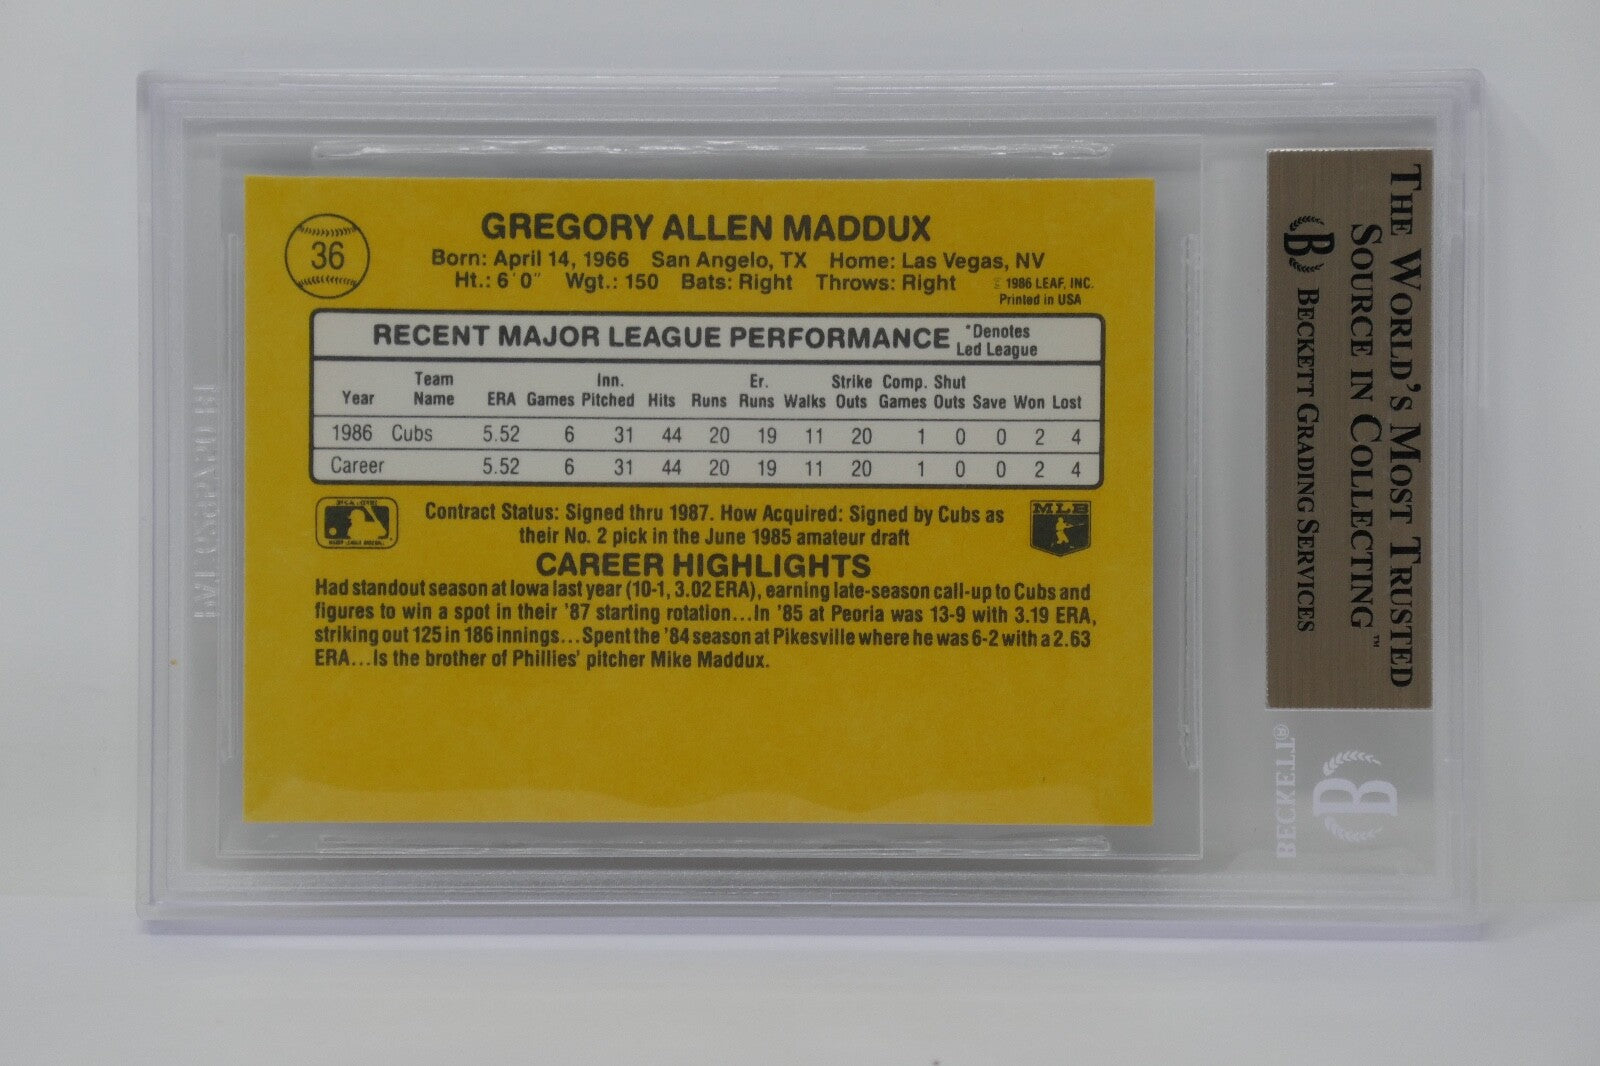 36
GREGORY ALLEN MADDUX
Born: April 14, 1966 San Angelo, TX Home: Las Vegas, NV
Ht.: 6'0" Wgt.: 150 Bats: Right Throws: Right
© 1986 LEAF, INC.
Printed in USA
RECENT MAJOR LEAGUE PERFORMANCE
*Denotes
Led League
Year Team Name ERA Games Inn. Pitched Hits Runs Er. Runs Walks Strike Outs Comp. Games Shut Outs Save Won Lost
1986 Cubs 5.52 6 31 44 20 19 11 20 1 0 0 2 4
Career 5.52 6 31 44 20 19 11 20 1 0 0 2 4
Contract Status: Signed thru 1987. How Acquired: Signed by Cubs as
their No. 2 pick in the June 1985 amateur draft
MLB
CAREER HIGHLIGHTS
Had standout season at Iowa last year (10-1, 3.02 ERA), earning late-season call-up to Cubs and
figures to win a spot in their '87 starting rotation...In '85 at Peoria was 13-9 with 3.19 ERA,
striking out 125 in 186 innings...Spent the '84 season at Pikesville where he was 6-2 with a 2.63
ERA...Is the brother of Phillies' pitcher Mike Maddux.
THE WORLD'S MOST TRUSTED
SOURCE IN COLLECTING™
B BECKETT GRADING SERVICES
BECKETT®
B